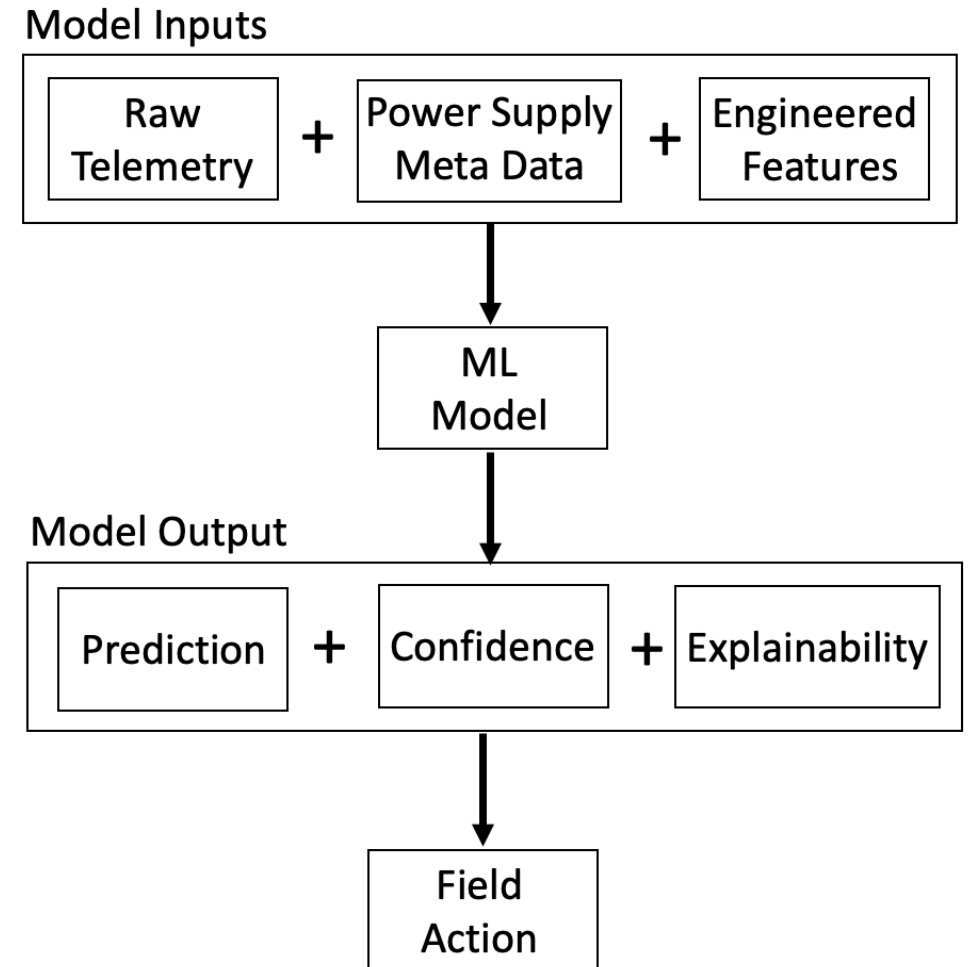 Model Inputs
Raw
Telemetry
+
Power Supply
Meta Data
+
Engineered
Features
ML
Model
Model Output
Prediction
+
Confidence
+
Explainability
Field
Action